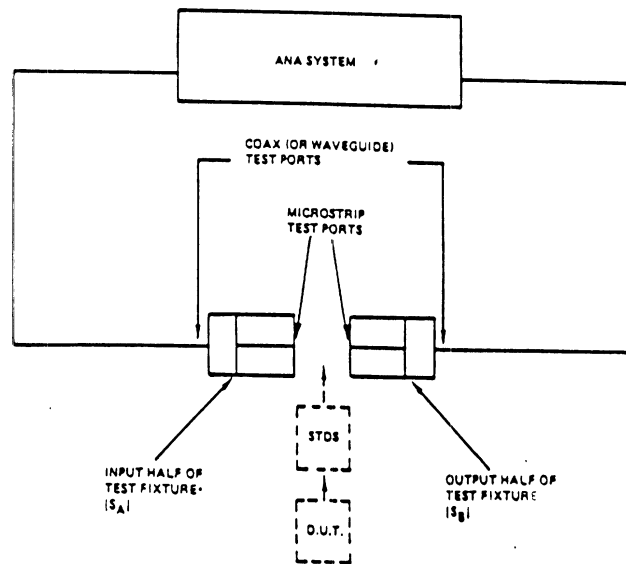 ANA SYSTEM
COAX (OR WAVEGUIDE)
TEST PORTS
MICROSTRIP
TEST PORTS
STDS
INPUT HALF OF
TEST FIXTURE
[S_A]
OUTPUT HALF OF
TEST FIXTURE
[S_B]
D.U.T.